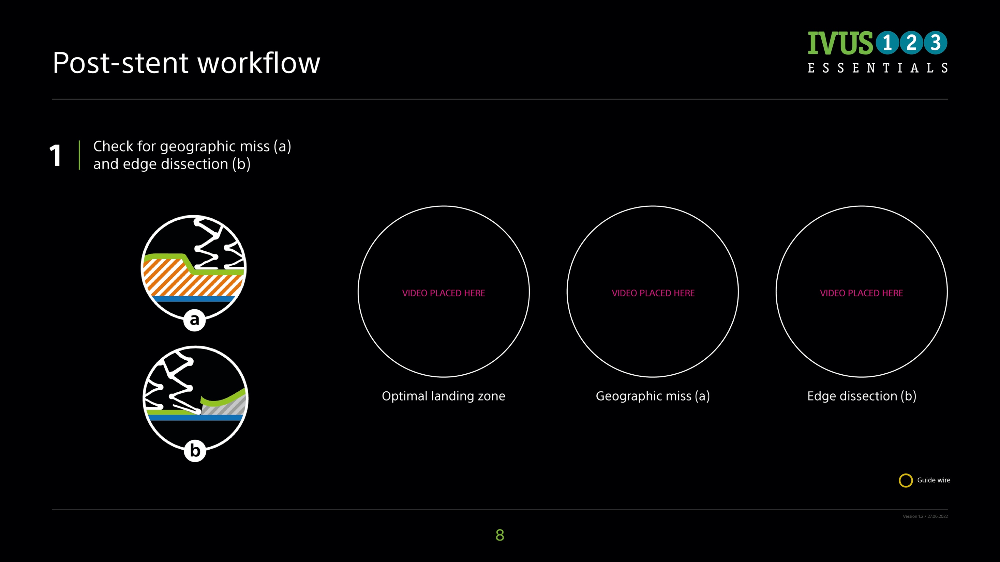 Post-stent workflow
IVUS 1 2 3
ESSENTIALS
1
Check for geographic miss (a)
and edge dissection (b)
a
b
VIDEO PLACED HERE
VIDEO PLACED HERE
VIDEO PLACED HERE
Optimal landing zone
Geographic miss (a)
Edge dissection (b)
Guide wire
Version 1.2 / 27.06.2022
8